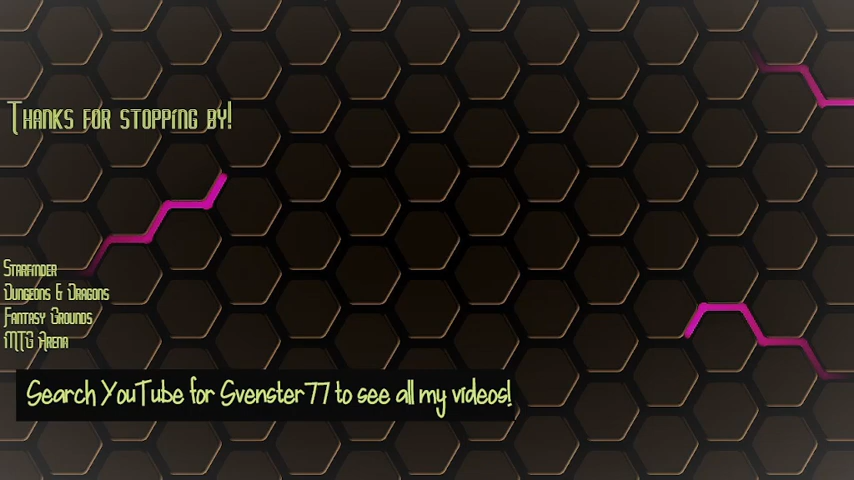 Thanks for stopping by!
Starfinder
Dungeons & Dragons
Fantasy Grounds
MTG Arena
Search YouTube for Svenster77 to see all my videos!